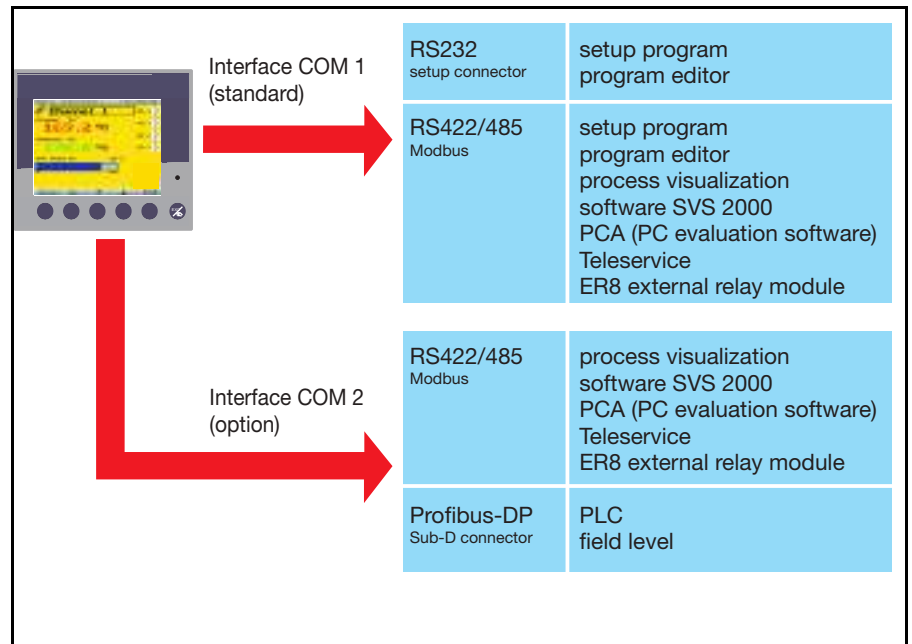 Interface COM 1
(standard)
RS232
setup connector
setup program
program editor
RS422/485
Modbus
setup program
program editor
process visualization
software SVS 2000
PCA (PC evaluation software)
Teleservice
ER8 external relay module
Interface COM 2
(option)
RS422/485
Modbus
process visualization
software SVS 2000
PCA (PC evaluation software)
Teleservice
ER8 external relay module
Profibus-DP
Sub-D connector
PLC
field level